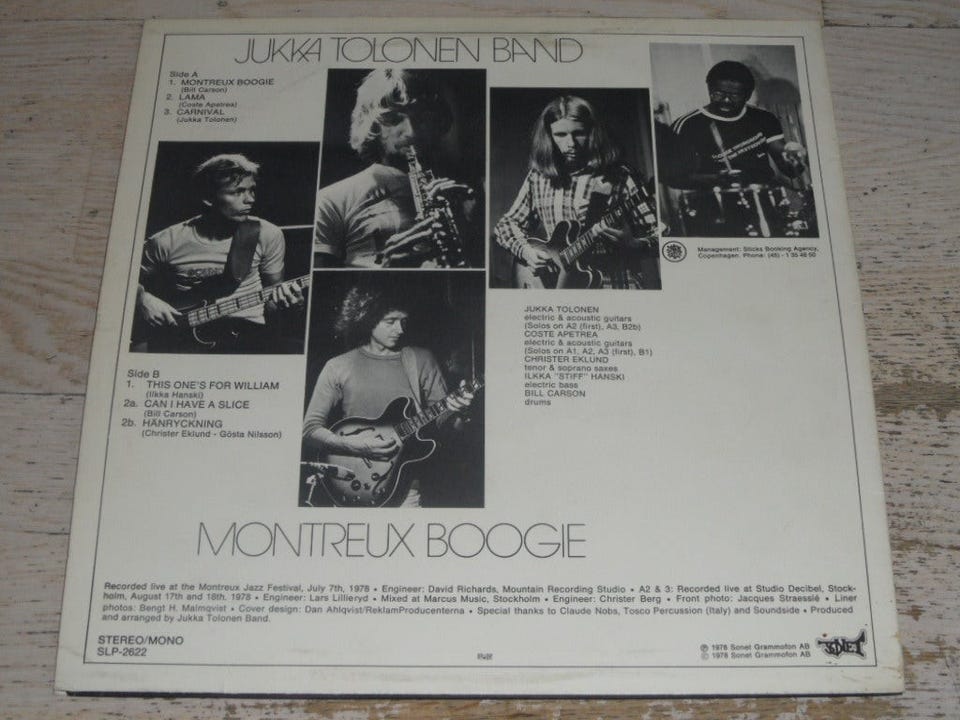 JUKKA TOLONEN BAND
Side A
1. MONTREUX BOOGIE
(Bill Carson)
2. LAMA
(Coste Apetrea)
3. CARNIVAL
(Jukka Tolonen)
Management: Sticks Booking Agency,
Copenhagen. Phone: (45) - 1 35 46 50
JUKKA TOLONEN
electric & acoustic guitars
(Solos on A2 (first), A3, B2b)
COSTE APETREA
electric & acoustic guitars
(Solos on A1, A2, A3 (first), B1)
CHRISTER EKLUND
tenor & soprano saxes
ILKKA "STIFF" HANSKI
electric bass
BILL CARSON
drums
Side B
1. THIS ONE'S FOR WILLIAM
(Ilkka Hanski)
2a. CAN I HAVE A SLICE
(Bill Carson)
2b. HÄNRYCKNING
(Christer Eklund - Gösta Nilsson)
MONTREUX BOOGIE
Recorded live at the Montreux Jazz Festival, July 7th, 1978 • Engineer: David Richards, Mountain Recording Studio • A2 & 3: Recorded live at Studio Decibel, Stock-
holm, August 17th and 18th. 1978 • Engineer: Lars Lillieryd • Mixed at Marcus Music, Stockholm • Engineer: Christer Berg • Front photo: Jacques Straesslé • Liner
photos: Bengt H. Malmqvist • Cover design: Dan Ahlqvist/ReklamProducenterna • Special thanks to Claude Nobs, Tosco Percussion (Italy) and Soundside • Produced
and arranged by Jukka Tolonen Band.
STEREO/MONO
SLP-2622
℗ 1978 Sonet Grammofon AB
© 1978 Sonet Grammofon AB
SONET